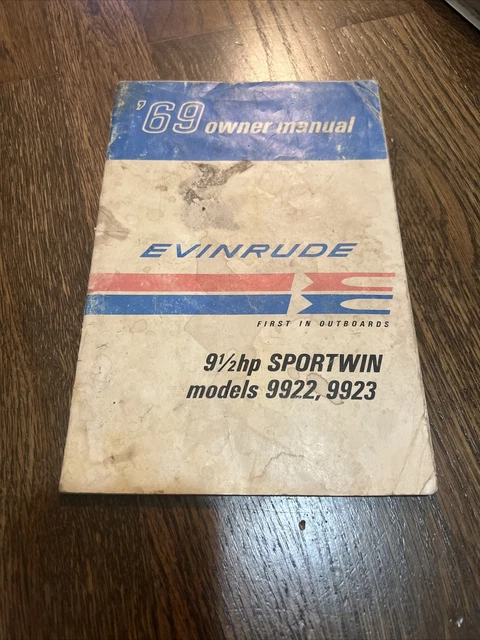 '69 owner manual
EVINRUDE
FIRST IN OUTBOARDS
9½hp SPORTWIN
models 9922, 9923